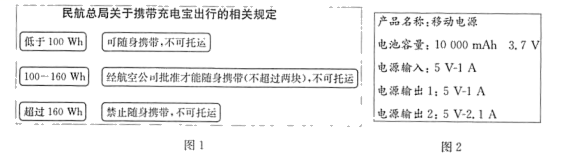 民航总局关于携带充电宝出行的相关规定
低于 100 Wh 可随身携带,不可托运
100~160 Wh 经航空公司批准才能随身携带(不超过两块),不可托运
超过 160 Wh 禁止随身携带,不可托运
图 1
产品名称:移动电源
电池容量:10 000 mAh 3.7 V
电源输入:5 V-1 A
电源输出 1:5 V-1 A
电源输出 2:5 V-2.1 A
图 2